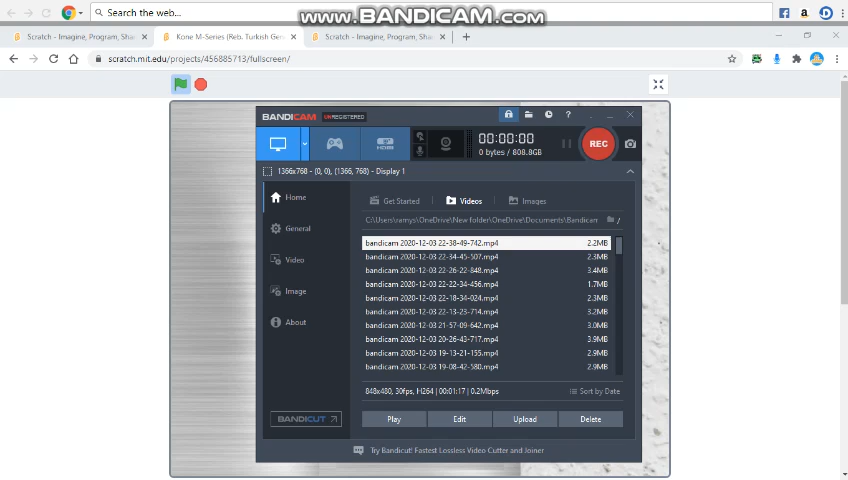 Search the web...
www.BANDICAM.com
Scratch - Imagine, Program, Sha
Kone M-Series (Reb. Turkish Gen
Scratch - Imagine, Program, Sha
scratch.mit.edu/projects/456885713/fullscreen/
BANDICAM UNREGISTERED
HDMI
00:00:00
0 bytes / 808.8GB
REC
1366x768 - (0, 0), (1366, 768) - Display 1
Home
General
Video
Image
About
Get Started
Videos
Images
C:\Users\ramys\OneDrive\New folder\OneDrive\Documents\Bandicam
bandicam 2020-12-03 22-38-49-742.mp4 2.2MB
bandicam 2020-12-03 22-34-45-507.mp4 2.3MB
bandicam 2020-12-03 22-26-22-848.mp4 3.4MB
bandicam 2020-12-03 22-22-34-456.mp4 1.7MB
bandicam 2020-12-03 22-18-34-024.mp4 2.3MB
bandicam 2020-12-03 22-13-23-714.mp4 3.2MB
bandicam 2020-12-03 21-57-09-642.mp4 3.0MB
bandicam 2020-12-03 20-26-43-717.mp4 3.9MB
bandicam 2020-12-03 19-13-21-155.mp4 2.9MB
bandicam 2020-12-03 19-08-42-580.mp4 2.9MB
848x480, 30fps, H264 | 00:01:17 | 0.2Mbps
Sort by Date
BANDICUT
Play
Edit
Upload
Delete
Try Bandicut! Fastest Lossless Video Cutter and Joiner